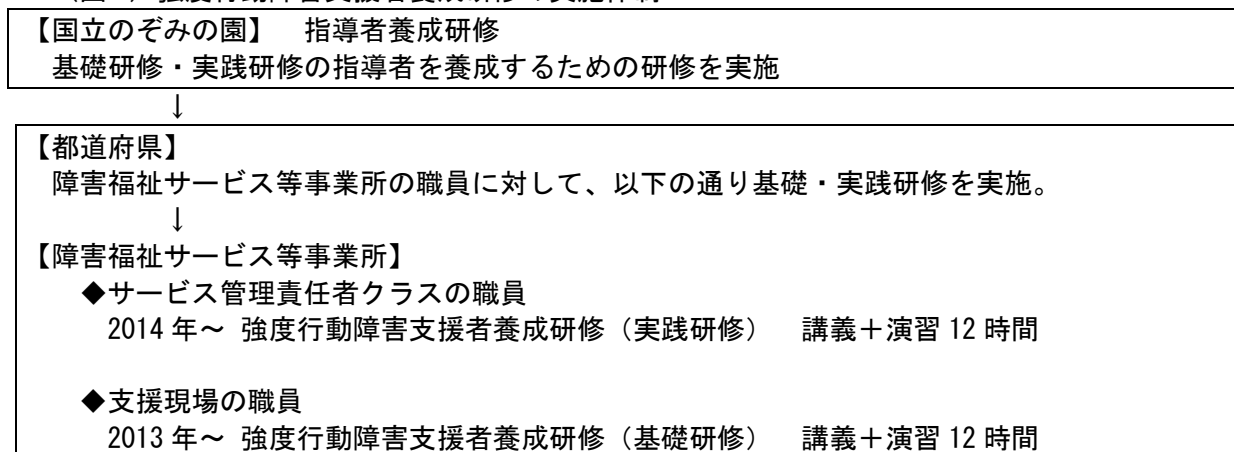 【国立のぞみの園】　指導者養成研修
基礎研修・実践研修の指導者を養成するための研修を実施
↓
【都道府県】
障害福祉サービス等事業所の職員に対して、以下の通り基礎・実践研修を実施。
↓
【障害福祉サービス等事業所】
◆サービス管理責任者クラスの職員
2014 年～ 強度行動障害支援者養成研修（実践研修）　講義＋演習 12 時間
◆支援現場の職員
2013 年～ 強度行動障害支援者養成研修（基礎研修）　講義＋演習 12 時間